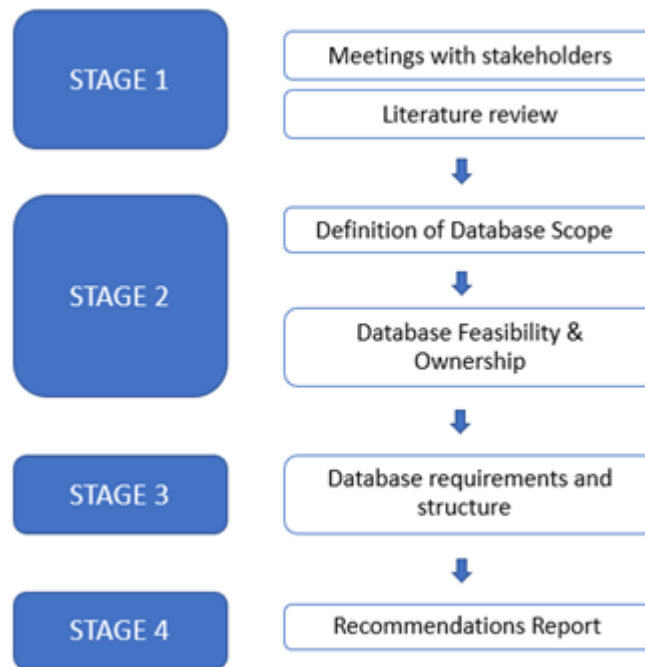 STAGE 1
Meetings with stakeholders
Literature review
STAGE 2
Definition of Database Scope
Database Feasibility &
Ownership
STAGE 3
Database requirements and
structure
STAGE 4
Recommendations Report